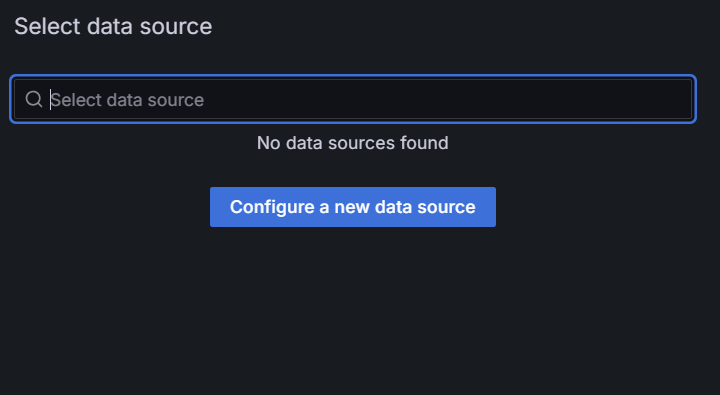 Select data source
Select data source
No data sources found
Configure a new data source